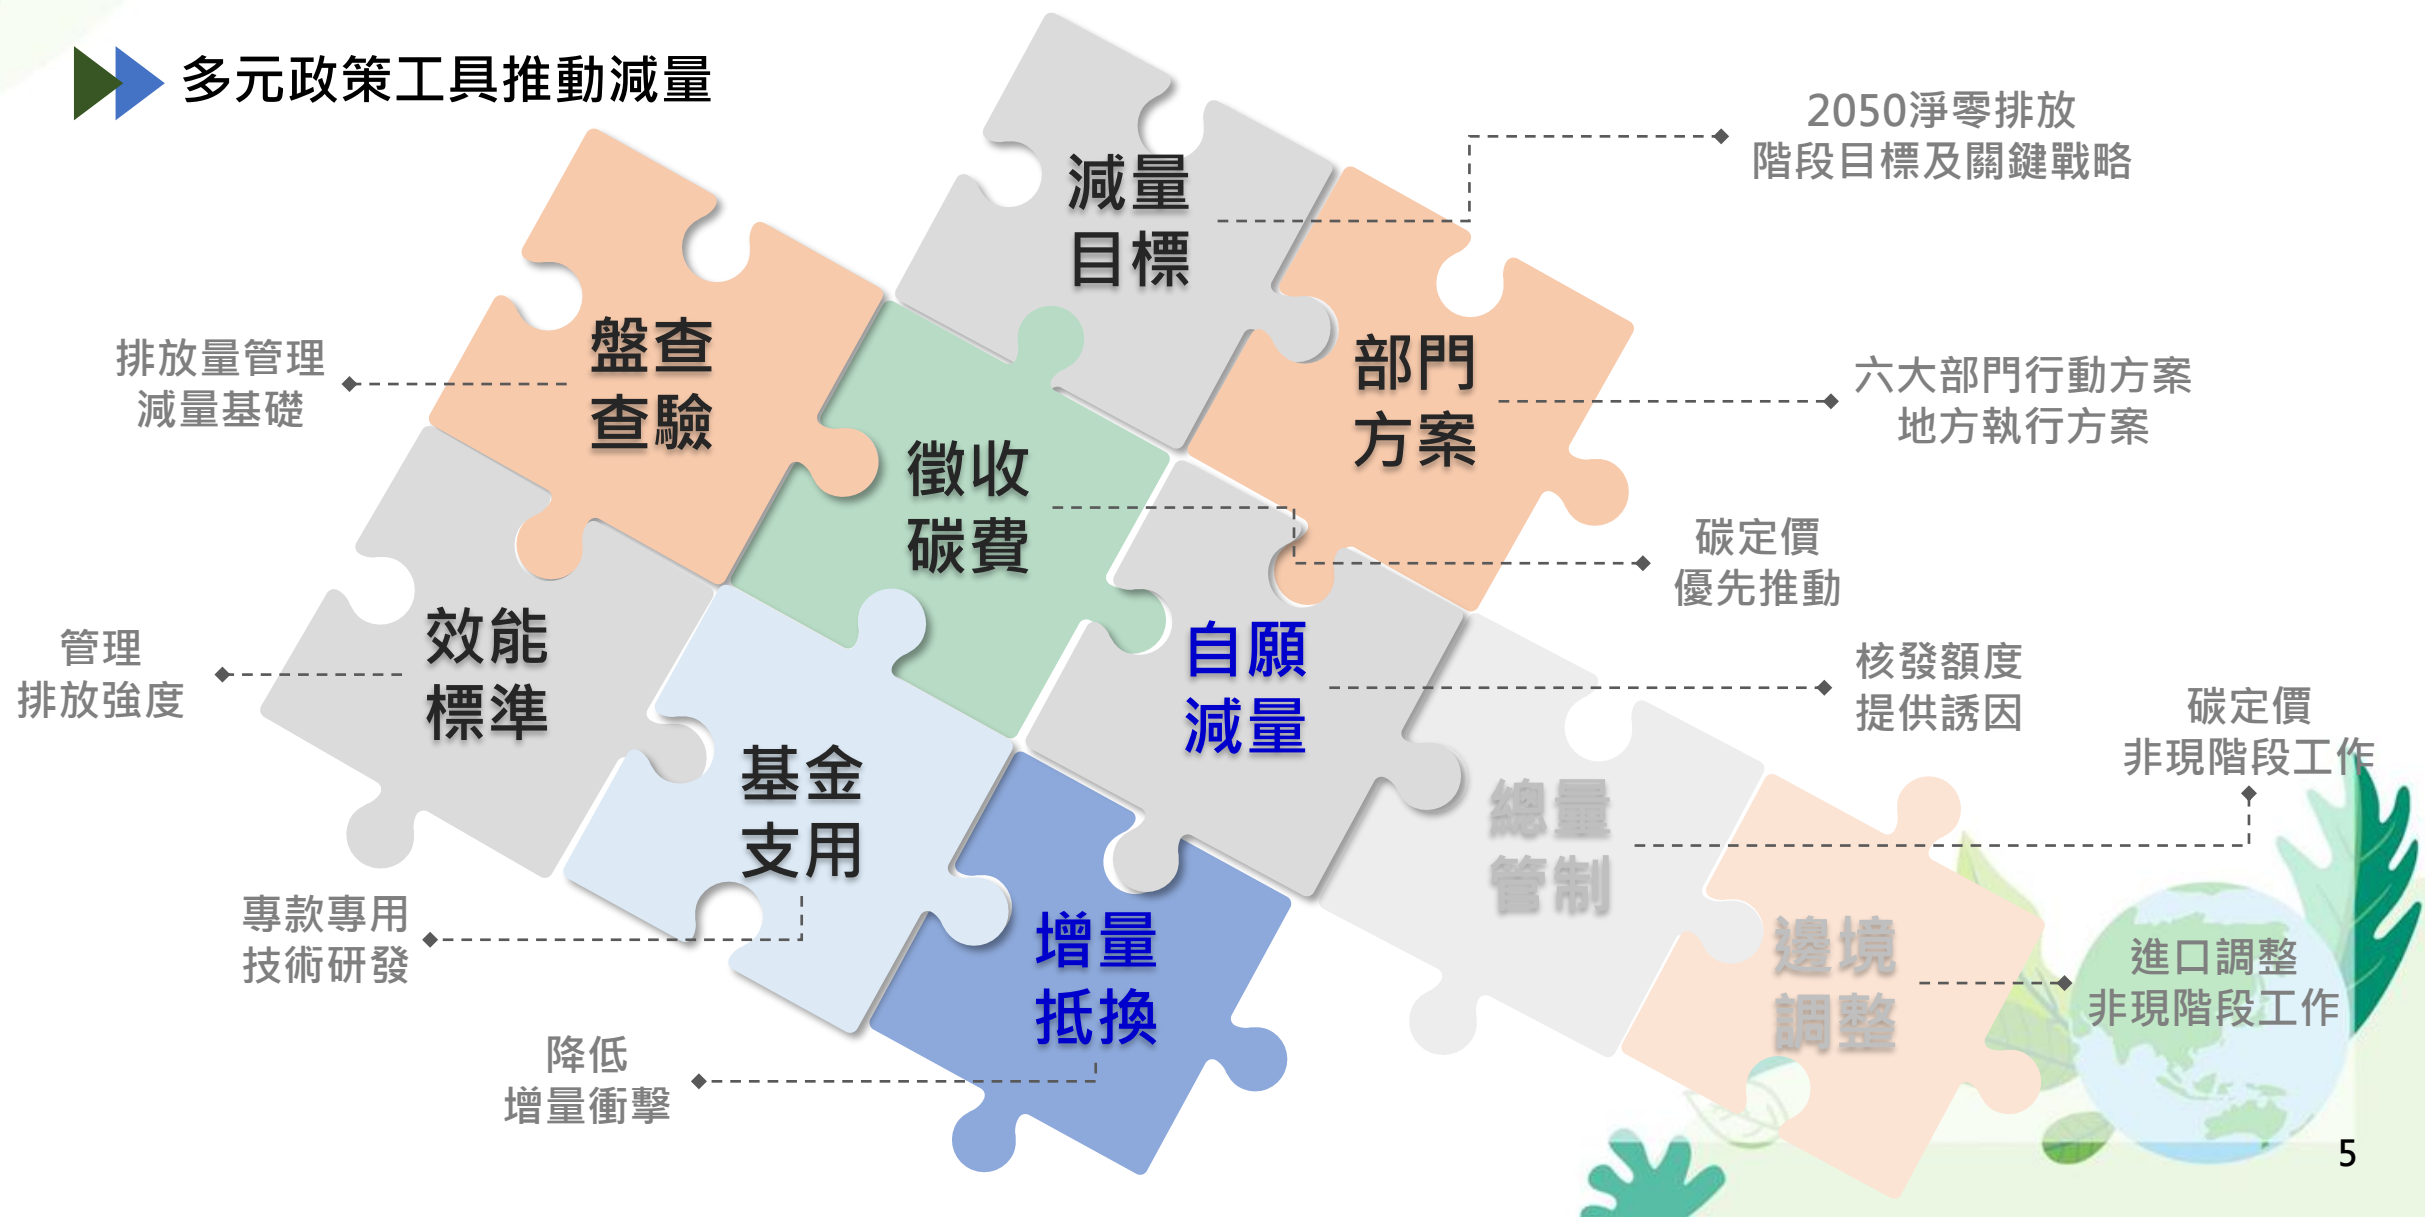 多元政策工具推動減量
減量
目標
2050淨零排放
階段目標及關鍵戰略
盤查
查驗
排放量管理
減量基礎
部門
方案
六大部門行動方案
地方執行方案
徵收
碳費
碳定價
優先推動
效能
標準
管理
排放強度
自願
減量
核發額度
提供誘因
基金
支用
專款專用
技術研發
總量
管制
碳定價
非現階段工作
增量
抵換
降低
增量衝擊
邊境
調整
進口調整
非現階段工作
5